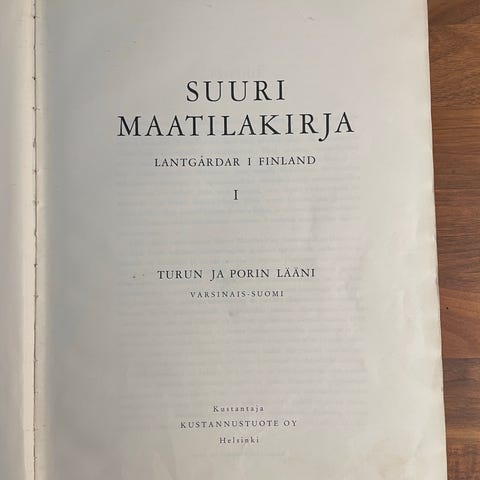 SUURI
MAATILAKIRJA
LANTGÅRDAR I FINLAND
I
TURUN JA PORIN LÄÄNI
VARSINAIS-SUOMI
Kustantaja
KUSTANNUSTUOTE OY
Helsinki